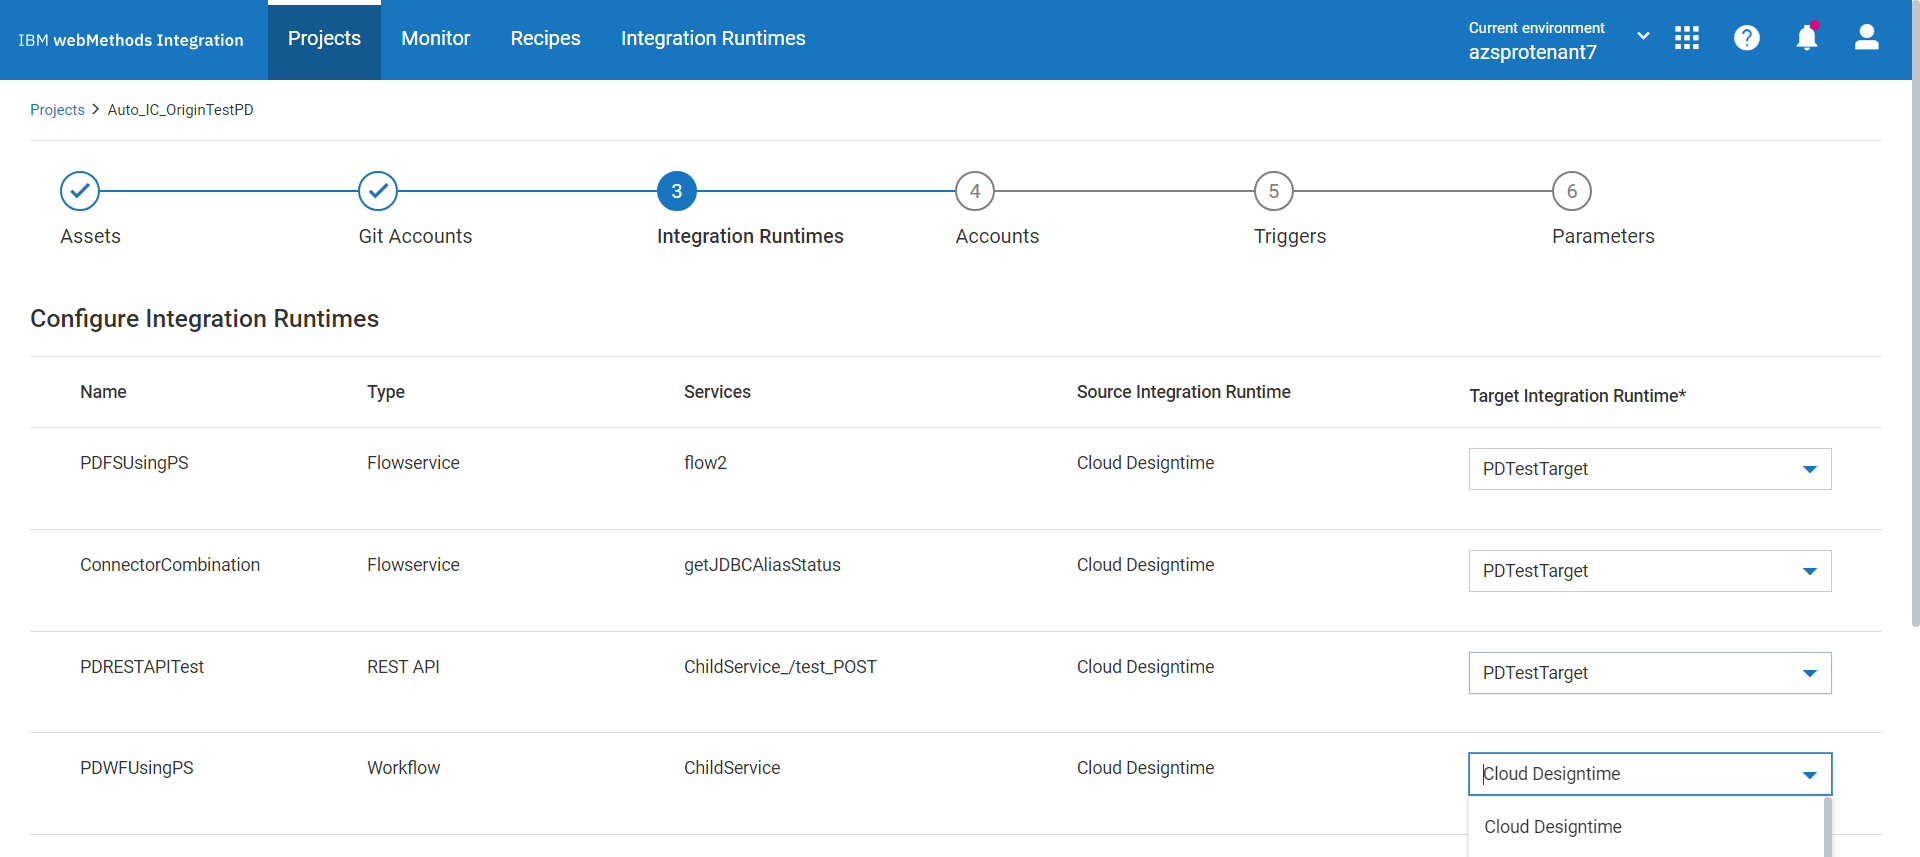 IBM webMethods Integration
Projects
Monitor
Recipes
Integration Runtimes
Current environment
azsprotenant7
Projects > Auto_IC_OriginTestPD
3
4
5
6
Assets
Git Accounts
Integration Runtimes
Accounts
Triggers
Parameters
Configure Integration Runtimes
Name
Type
Services
Source Integration Runtime
Target Integration Runtime*
PDFSUsingPS
Flowservice
flow2
Cloud Designtime
PDTestTarget
ConnectorCombination
Flowservice
getJDBCAliasStatus
Cloud Designtime
PDTestTarget
PDRESTAPITest
REST API
ChildService_/test_POST
Cloud Designtime
PDTestTarget
PDWFUsingPS
Workflow
ChildService
Cloud Designtime
Cloud Designtime
Cloud Designtime